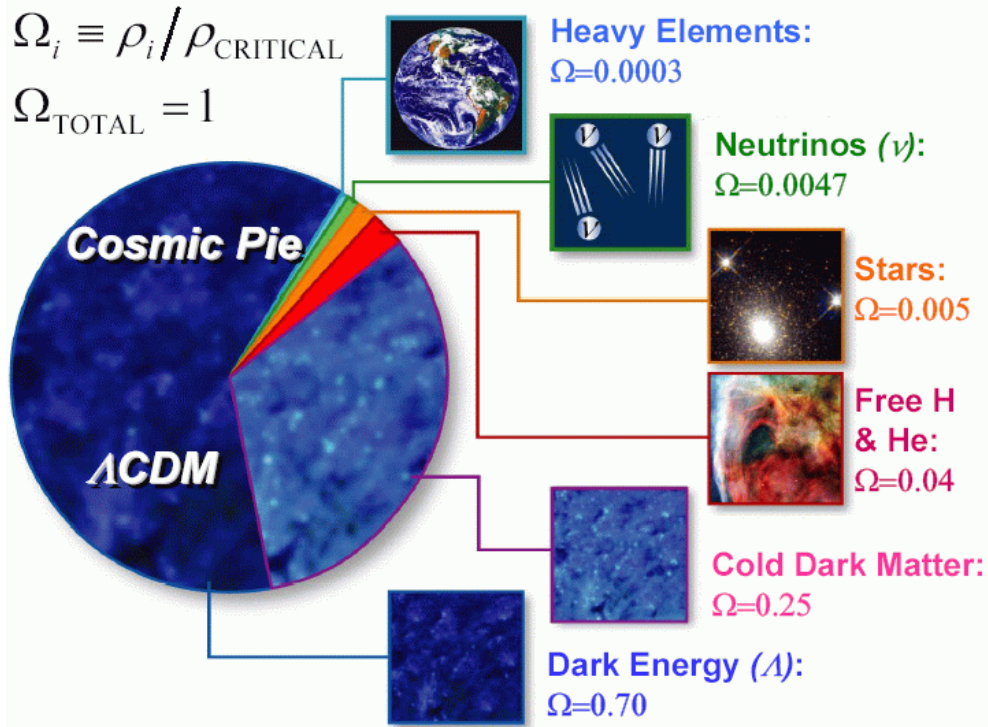 Ωᵢ ≡ ρᵢ/ρCRITICAL
ΩTOTAL = 1
Heavy Elements:
Ω=0.0003
ν ν
ν
Neutrinos (ν):
Ω=0.0047
Cosmic Pie
Stars:
Ω=0.005
Free H
& He:
Ω=0.04
ΛCDM
Cold Dark Matter:
Ω=0.25
Dark Energy (Λ):
Ω=0.70